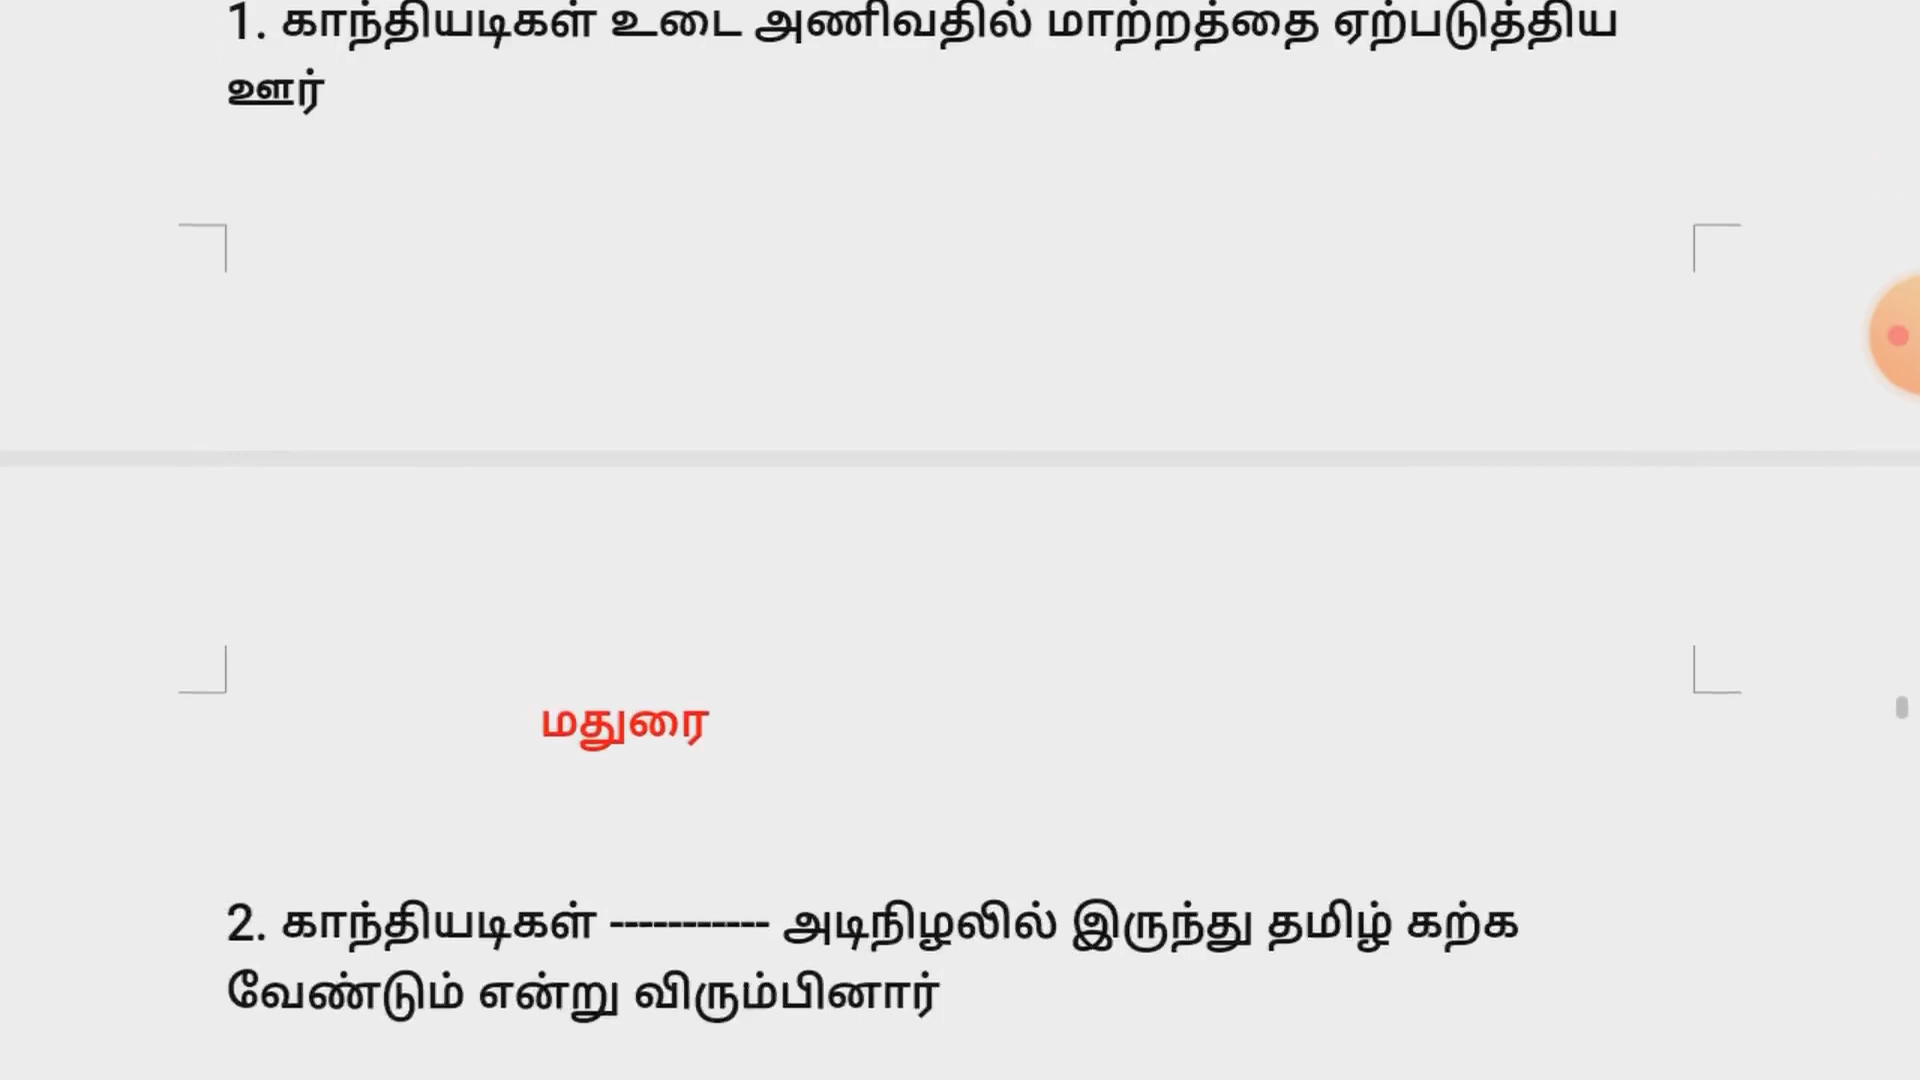 1. காந்தியடிகள் உடை அணிவதில் மாற்றத்தை ஏற்படுத்திய
ஊர்
மதுரை
2. காந்தியடிகள் ----------- அடிநிழலில் இருந்து தமிழ் கற்க
வேண்டும் என்று விரும்பினார்